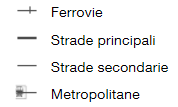 Ferrovie
Strade principali
Strade secondarie
Metropolitane